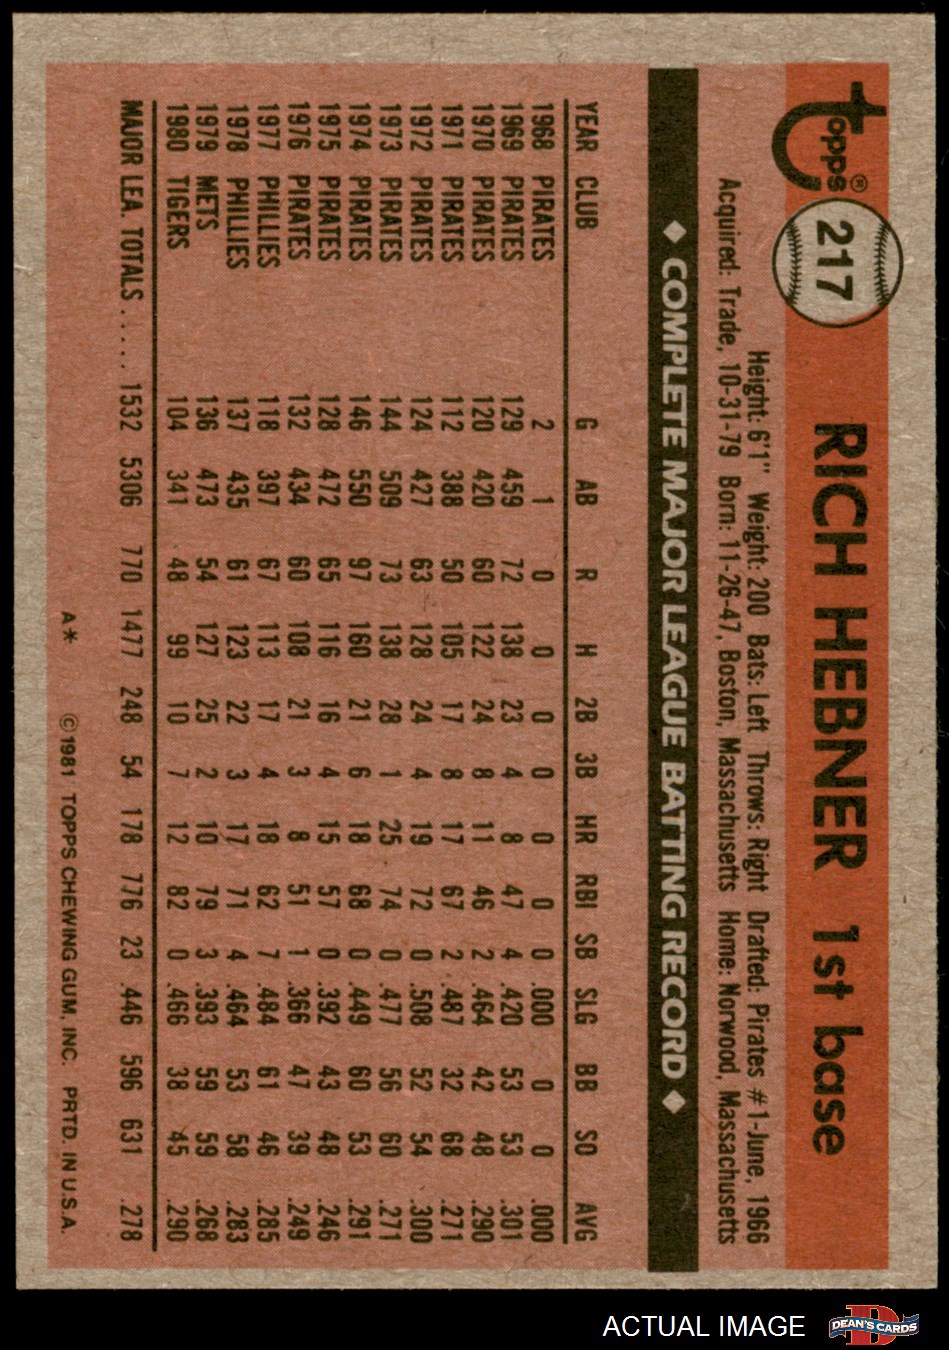 Topps® 217 RICH HEBNER 1st base
Height: 6'1" Weight: 200 Bats: Left Throws: Right Drafted: Pirates #1-June, 1966
Acquired: Trade, 10-31-79 Born: 11-26-47, Boston, Massachusetts Home: Norwood, Massachusetts
◆ COMPLETE MAJOR LEAGUE BATTING RECORD ◆
YEAR CLUB G AB R H 2B 3B HR RBI SB SLG BB SO AVG
1968 PIRATES 2 1 0 0 0 0 0 0 0 .000 0 0 .000
1969 PIRATES 129 459 72 138 23 4 8 47 4 .420 53 53 .301
1970 PIRATES 120 420 60 122 24 8 11 46 2 .464 42 48 .290
1971 PIRATES 112 388 50 105 17 8 17 67 2 .487 32 68 .271
1972 PIRATES 124 427 63 128 24 4 19 72 0 .508 52 54 .300
1973 PIRATES 144 509 73 138 28 1 25 74 0 .477 56 60 .271
1974 PIRATES 146 550 97 160 21 6 18 68 0 .449 60 53 .291
1975 PIRATES 128 472 65 116 16 4 15 57 0 .392 43 48 .246
1976 PIRATES 132 434 60 108 21 3 8 51 1 .366 47 39 .249
1977 PHILLIES 118 397 67 113 17 4 18 62 7 .484 61 46 .285
1978 PHILLIES 137 435 61 123 22 3 17 71 4 .464 53 58 .283
1979 METS 136 473 54 127 25 2 10 79 3 .393 59 59 .268
1980 TIGERS 104 341 48 99 10 7 12 82 0 .466 38 45 .290
MAJOR LEA. TOTALS..... 1532 5306 770 1477 248 54 178 776 23 .446 596 631 .278
A* © 1981 TOPPS CHEWING GUM, INC. PRTD. IN U.S.A.
ACTUAL IMAGE DEAN'S CARDS